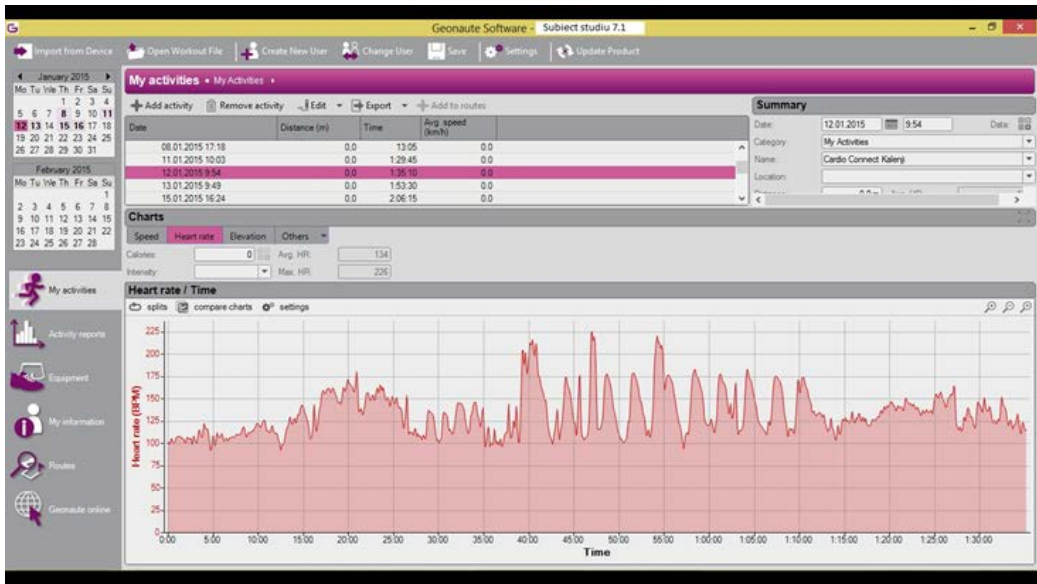 Geonaute Software - Subiect studiu 7.1
Import from Device Open Workout File Create New User Change User Save Settings Update Product
January 2015
Mo Tu We Th Fr Sa Su
1 2 3 4
5 6 7 8 9 10 11
12 13 14 15 16 17 18
19 20 21 22 23 24 25
26 27 28 29 30 31
February 2015
Mo Tu We Th Fr Sa Su
1
2 3 4 5 6 7 8
9 10 11 12 13 14 15
16 17 18 19 20 21 22
23 24 25 26 27 28
My activities
Activity reports
Equipment
My information
Routes
Geonaute online
My activities • My Activities
Add activity Remove activity Edit Export Add to routes
Date Distance (m) Time Avg. speed (km/h)
08.01.2015 17:18 0,0 13:05 0.0
11.01.2015 10:03 0,0 1:29:45 0.0
12.01.2015 9:54 0,0 1:35:10 0.0
13.01.2015 9:49 0,0 1:53:30 0.0
15.01.2015 16:24 0,0 2:06:15 0.0
Summary
Date: 12.01.2015 9:54 Data:
Category: My Activities
Name: Cardio Connect Kalenji
Location:
Charts
Speed Heart rate Elevation Others
Calories: 0 Avg. HR: 134
Intensity: Max. HR: 226
Heart rate / Time
splits compare charts settings
Heart rate (BPM)
225
200
175
150
125
100
75
50
25
0
0:00 5:00 10:00 15:00 20:00 25:00 30:00 35:00 40:00 45:00 50:00 55:00 1:00:00 1:05:00 1:10:00 1:15:00 1:20:00 1:25:00 1:30:00
Time